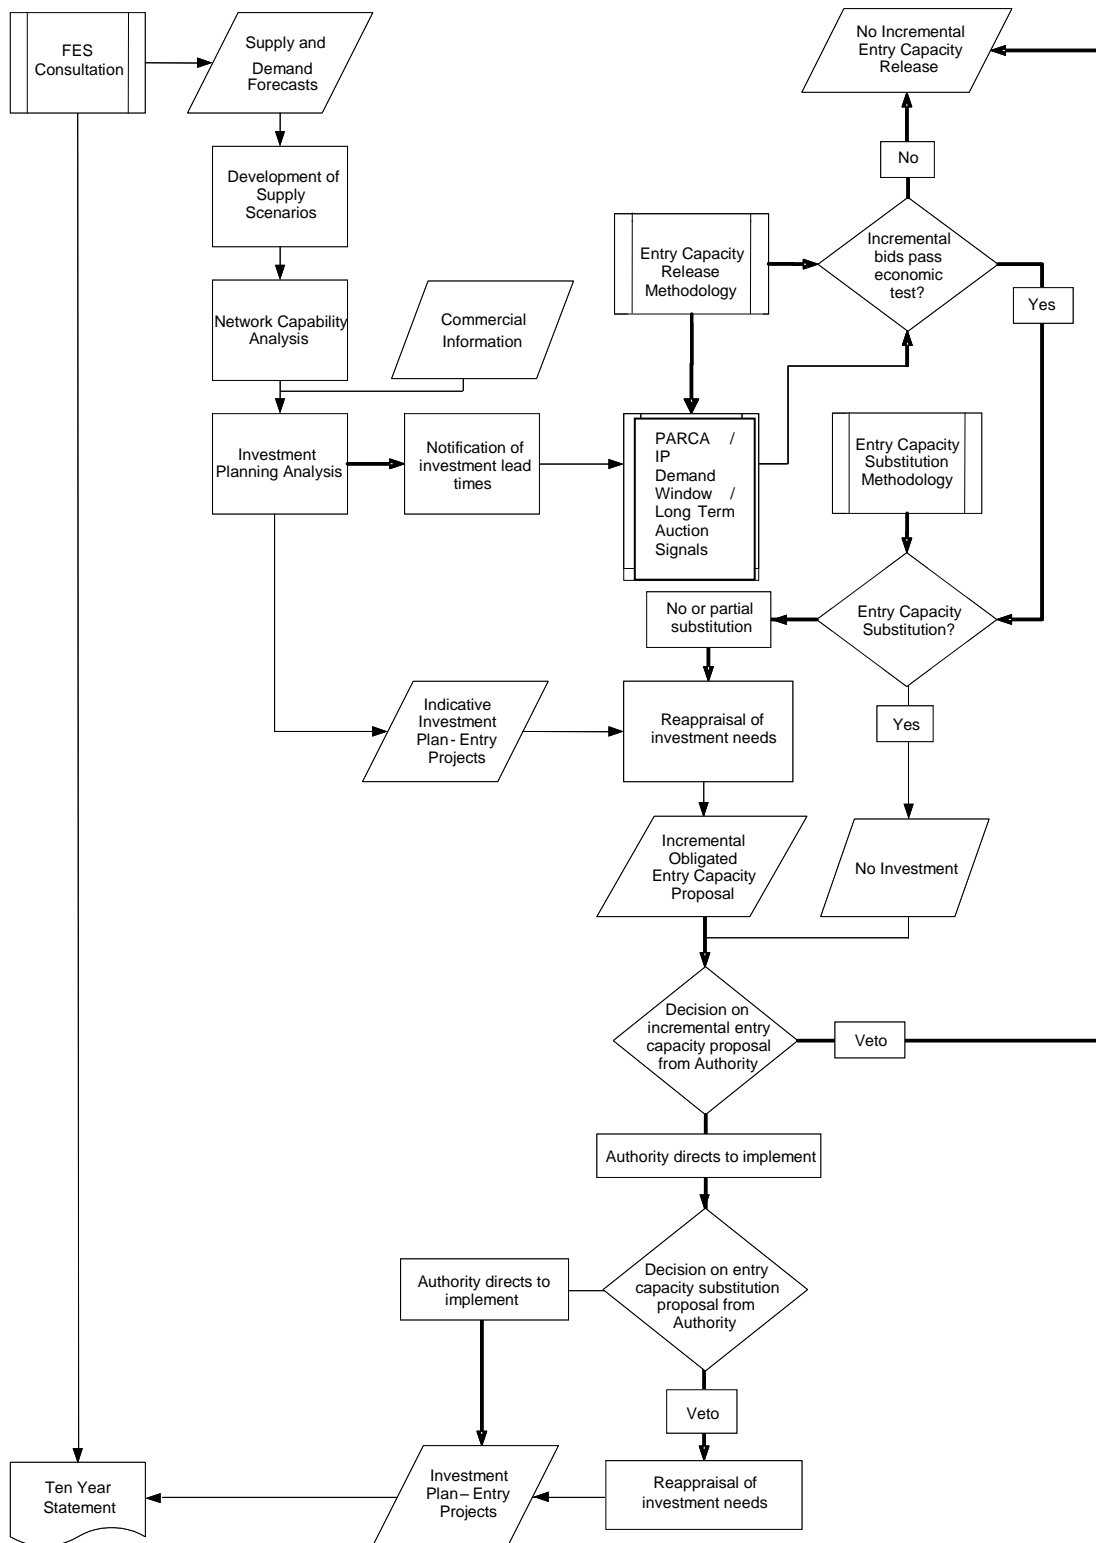 FES
Consultation
Supply and
Demand
Forecasts
No Incremental
Entry Capacity
Release
No
Development of
Supply
Scenarios
Entry Capacity
Release
Methodology
Incremental
bids pass
economic
test?
Yes
Network Capability
Analysis
Commercial
Information
Investment
Planning Analysis
Notification of
investment lead
times
PARCA /
IP
Demand
Window /
Long Term
Auction
Signals
Entry Capacity
Substitution
Methodology
No or partial
substitution
Entry Capacity
Substitution?
Indicative
Investment
Plan- Entry
Projects
Reappraisal of
investment needs
Yes
Incremental
Obligated
Entry Capacity
Proposal
No Investment
Decision on
incremental entry
capacity proposal
from Authority
Veto
Authority directs to implement
Authority directs to
implement
Decision on entry
capacity substitution
proposal from
Authority
Veto
Ten Year
Statement
Investment
Plan– Entry
Projects
Reappraisal of
investment needs